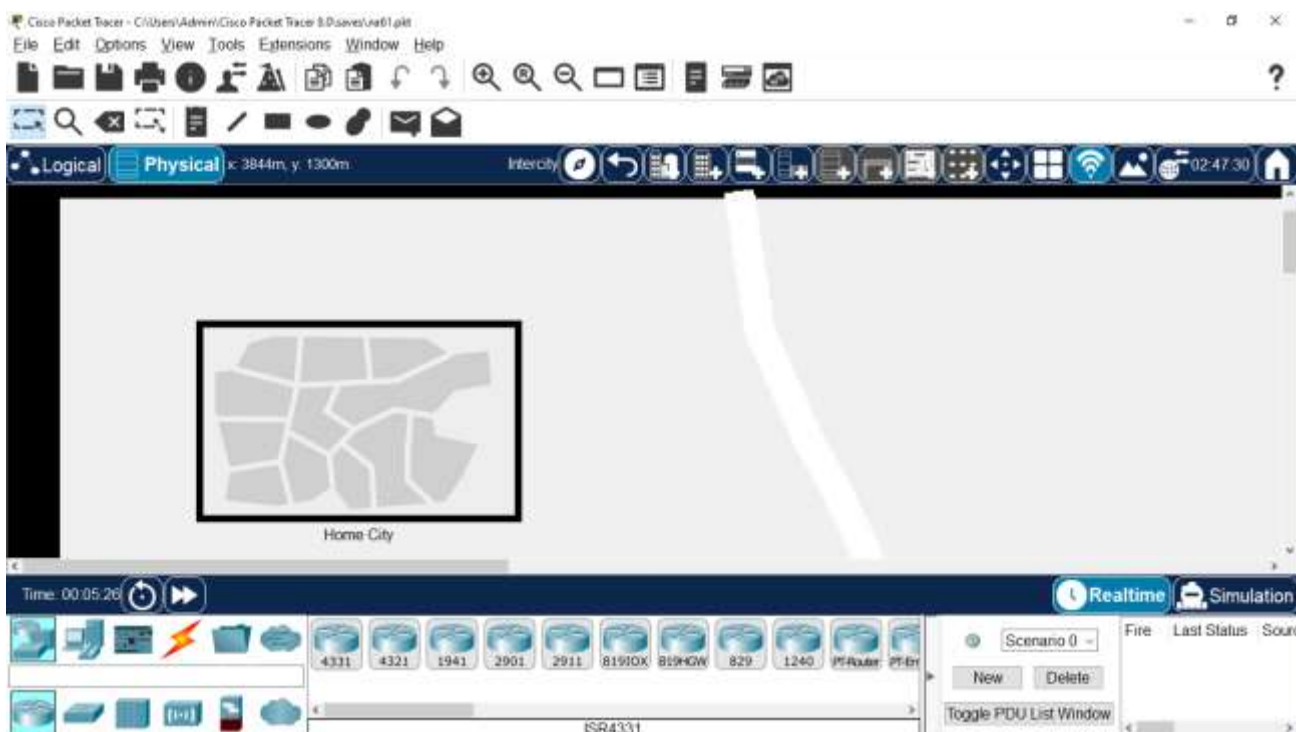 Cisco Packet Tracer - C:\Users\Admin\Cisco Packet Tracer 8.0\saves\
File Edit Options View Tools Extensions Window Help
?
Logical Physical x: 3844m, y: 1300m Intercity 02:47:30
Home City
Time: 00:05:26 Realtime Simulation
4331 4321 1941 2901 2911 819IOX 819HGW 829 1240 PT-Router PT-Em
Scenario 0 Fire Last Status Sourc
New Delete
Toggle PDU List Window
ISR4331